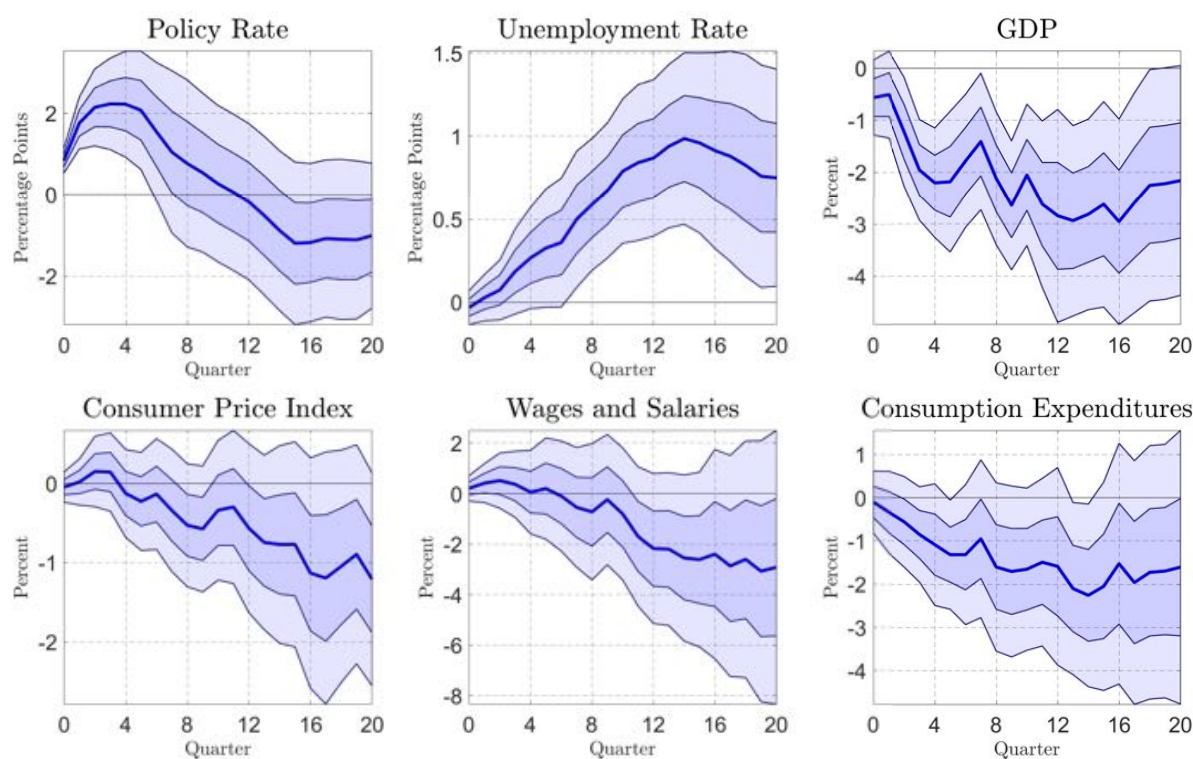 Policy Rate
Percentage Points
2
0
-2
0 4 8 12 16 20
Quarter
Unemployment Rate
Percentage Points
1.5
1
0.5
0
0 4 8 12 16 20
Quarter
GDP
Percent
0
-1
-2
-3
-4
0 4 8 12 16 20
Quarter
Consumer Price Index
Percent
0
-1
-2
0 4 8 12 16 20
Quarter
Wages and Salaries
Percent
2
0
-2
-4
-6
-8
0 4 8 12 16 20
Quarter
Consumption Expenditures
Percent
1
0
-1
-2
-3
-4
0 4 8 12 16 20
Quarter